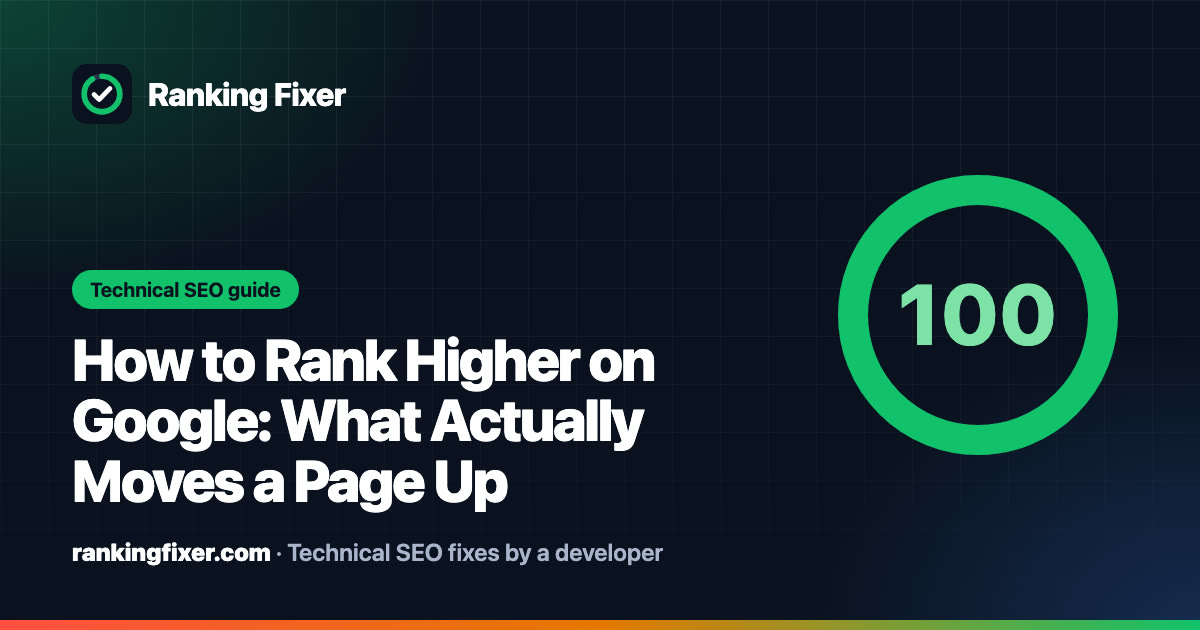 Ranking Fixer
Technical SEO guide
How to Rank Higher on
Google: What Actually
Moves a Page Up
rankingfixer.com · Technical SEO fixes by a developer
100